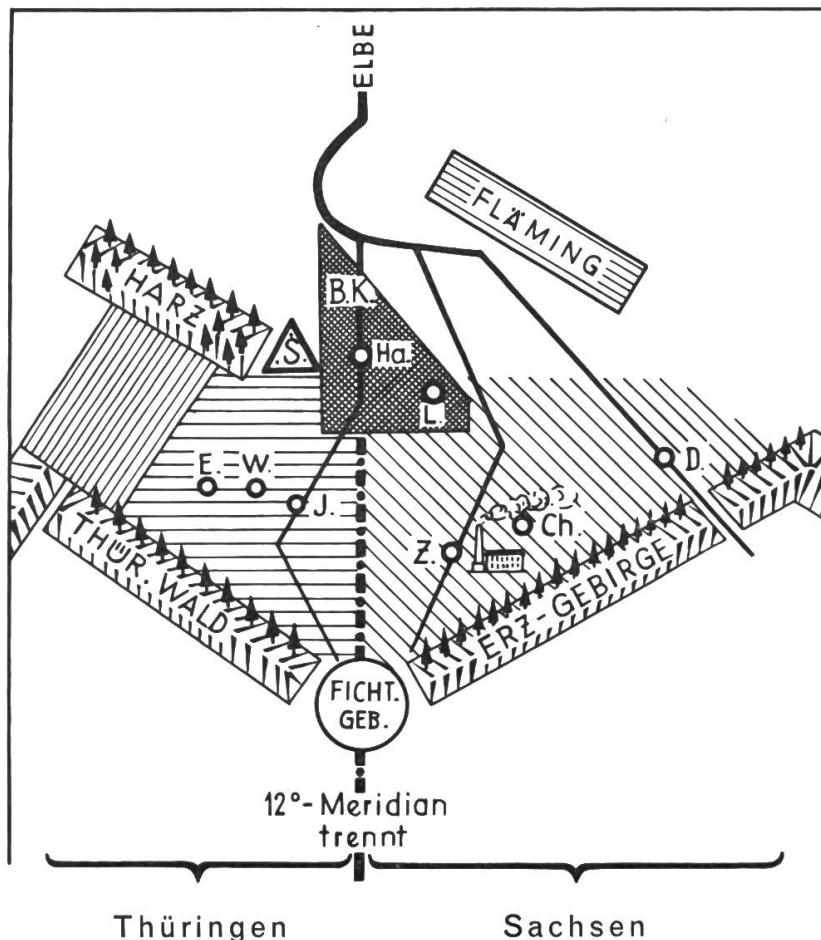 ELBE
FLÄMING
HARZ
B.K.
.S.
Ha.
L.
E. W.
J.
D.
Ch.
Z.
THÜR. WALD
ERZ-GEBIRGE
FICHT.
GEB.
12°-Meridian
trennt
Thüringen Sachsen